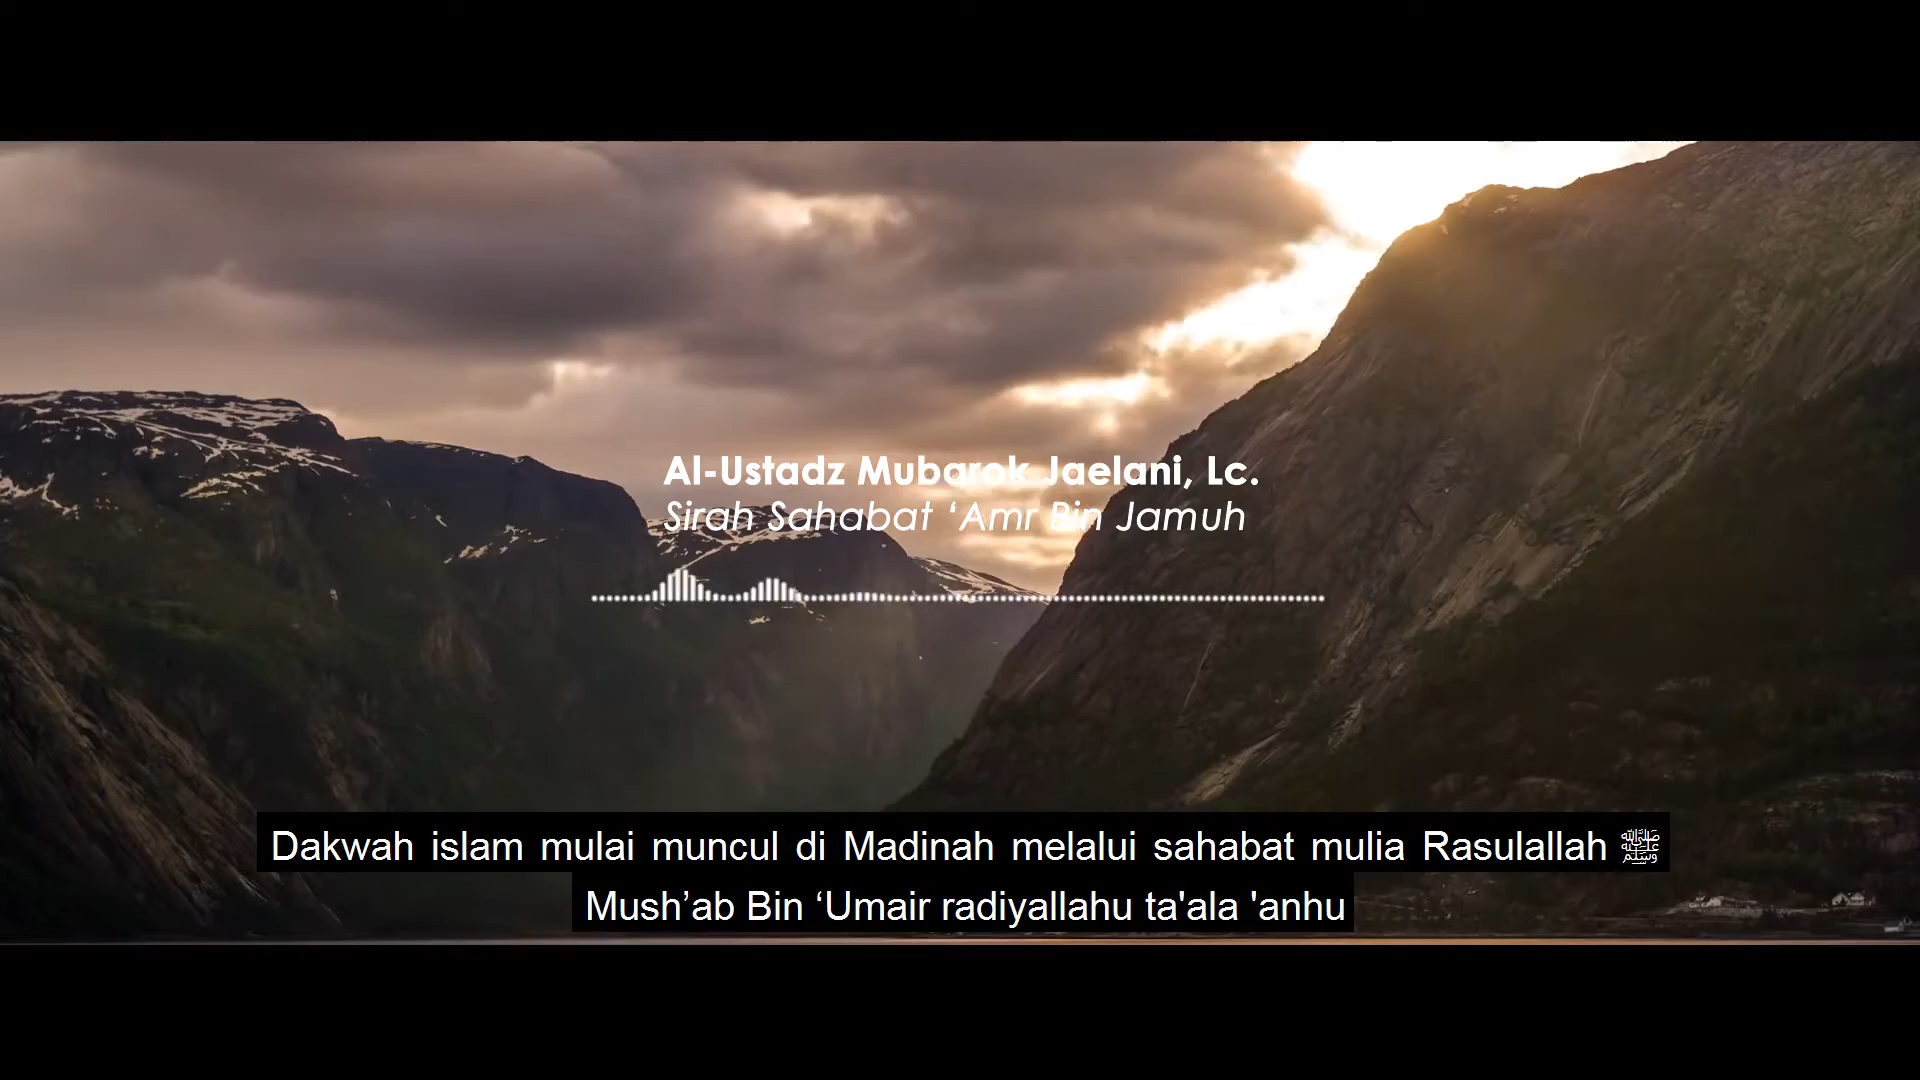 Al-Ustadz Mubarok Jaelani, Lc.
Sirah Sahabat ‘Amr Bin Jamuh
Dakwah islam mulai muncul di Madinah melalui sahabat mulia Rasulallah ﷺ
Mush’ab Bin ‘Umair radiyallahu ta'ala 'anhu